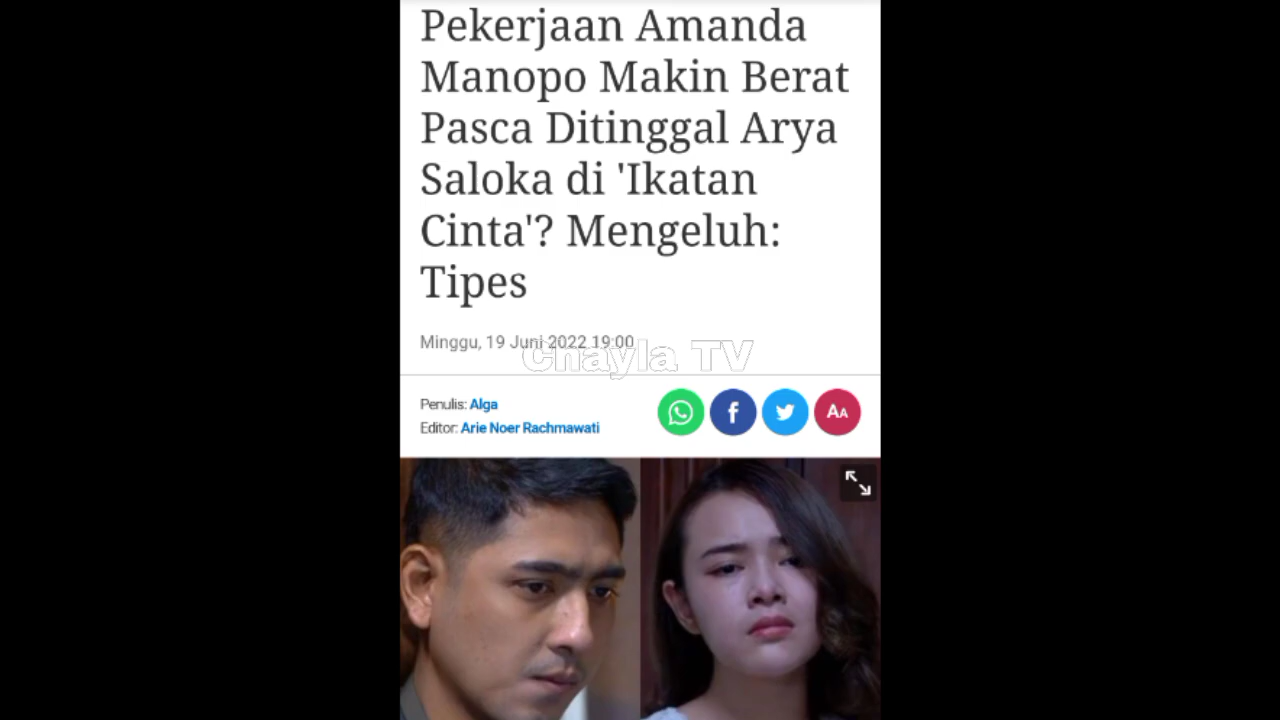 Pekerjaan Amanda
Manopo Makin Berat
Pasca Ditinggal Arya
Saloka di 'Ikatan
Cinta'? Mengeluh:
Tipes
Minggu, 19 Juni 2022 19:00
Chayla TV
Penulis: Alga
Editor: Arie Noer Rachmawati
AA